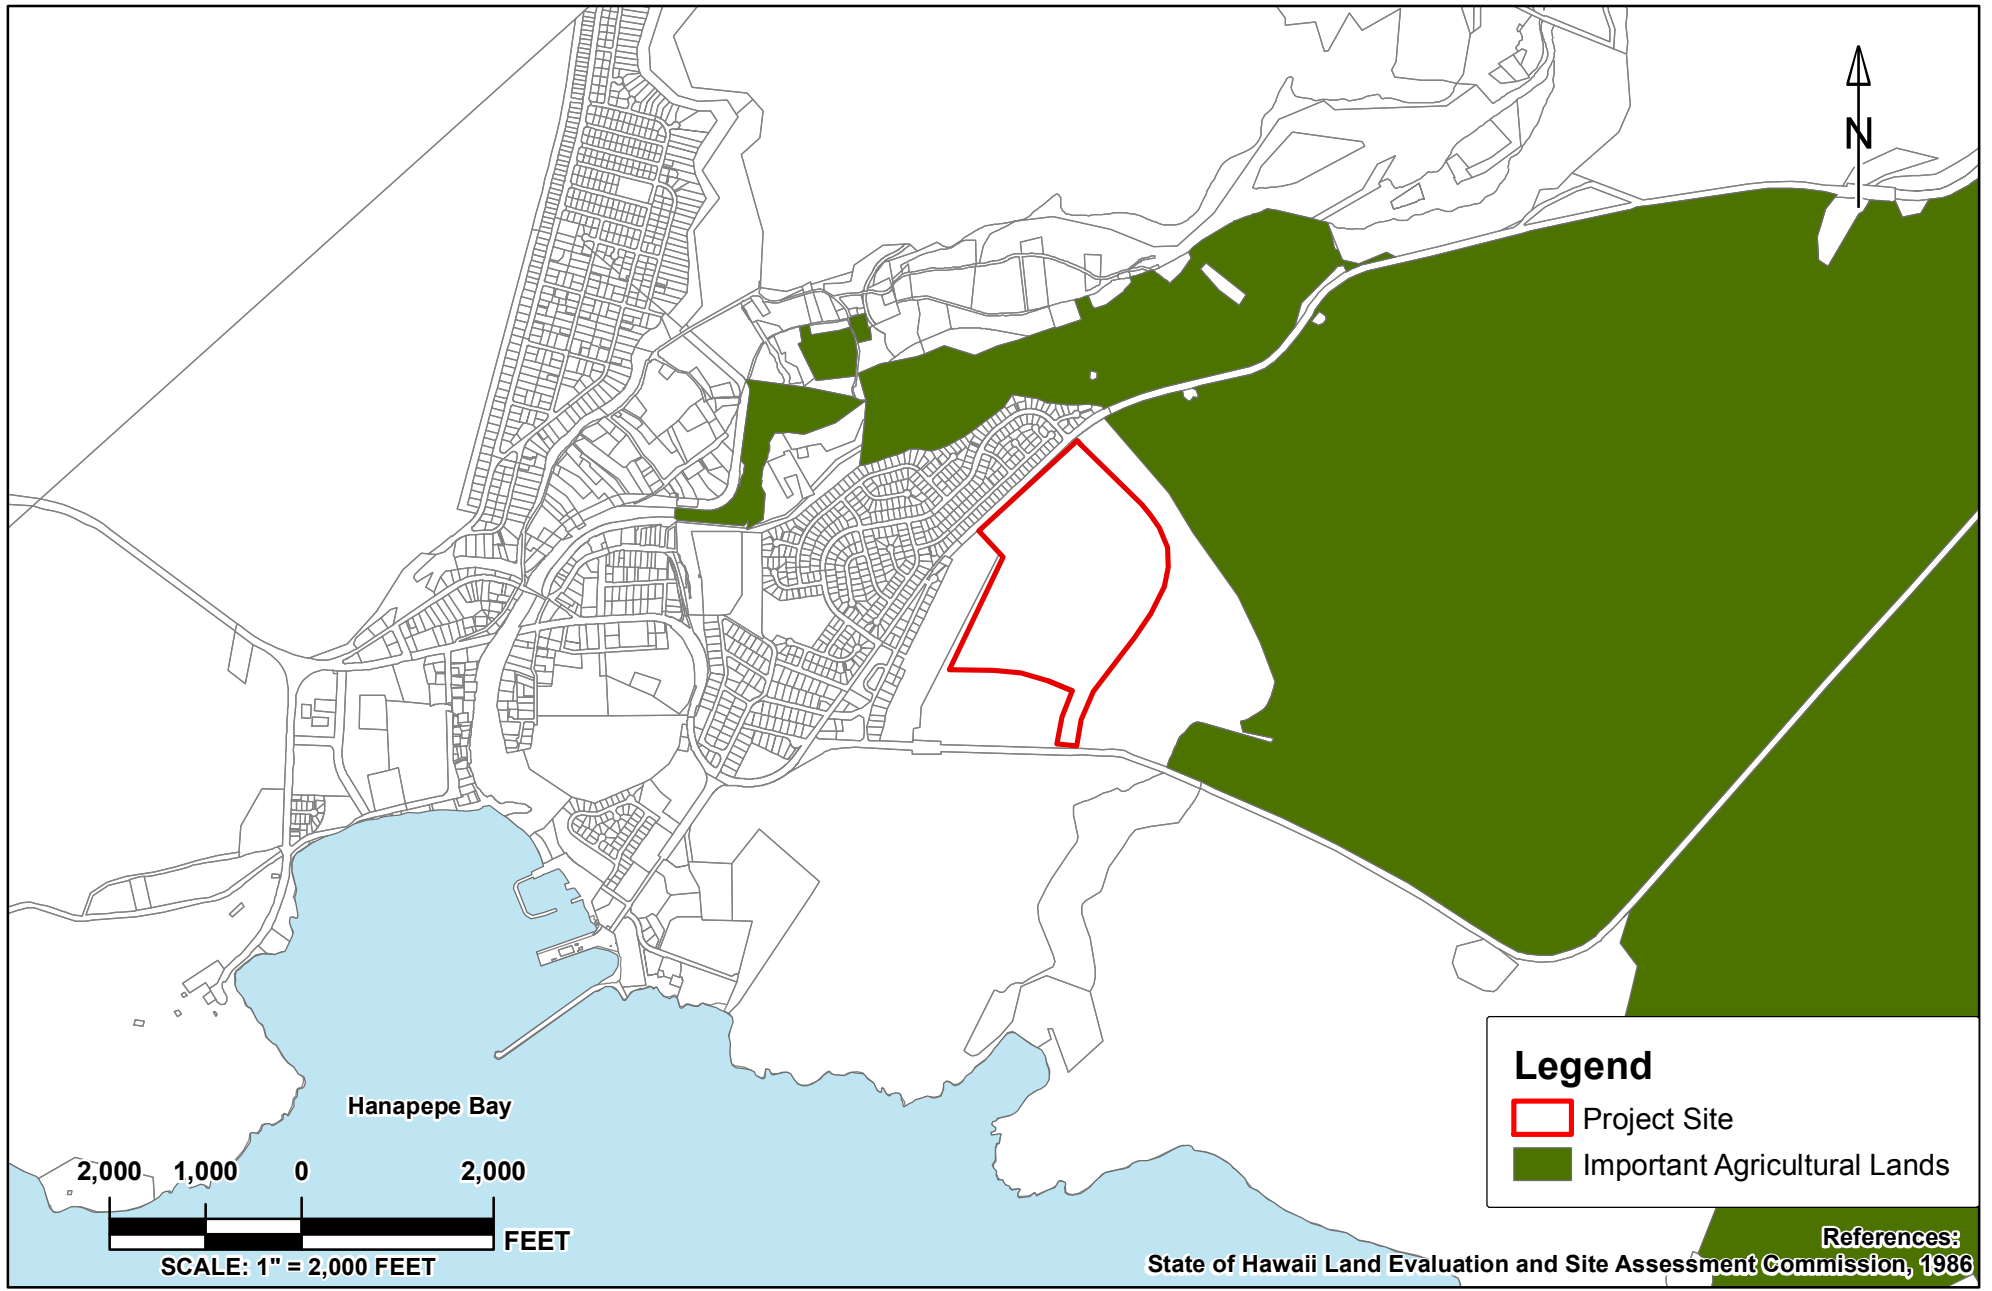 N
Hanapepe Bay
2,000 1,000 0 2,000
FEET
SCALE: 1" = 2,000 FEET
Legend
Project Site
Important Agricultural Lands
References:
State of Hawaii Land Evaluation and Site Assessment Commission, 1986